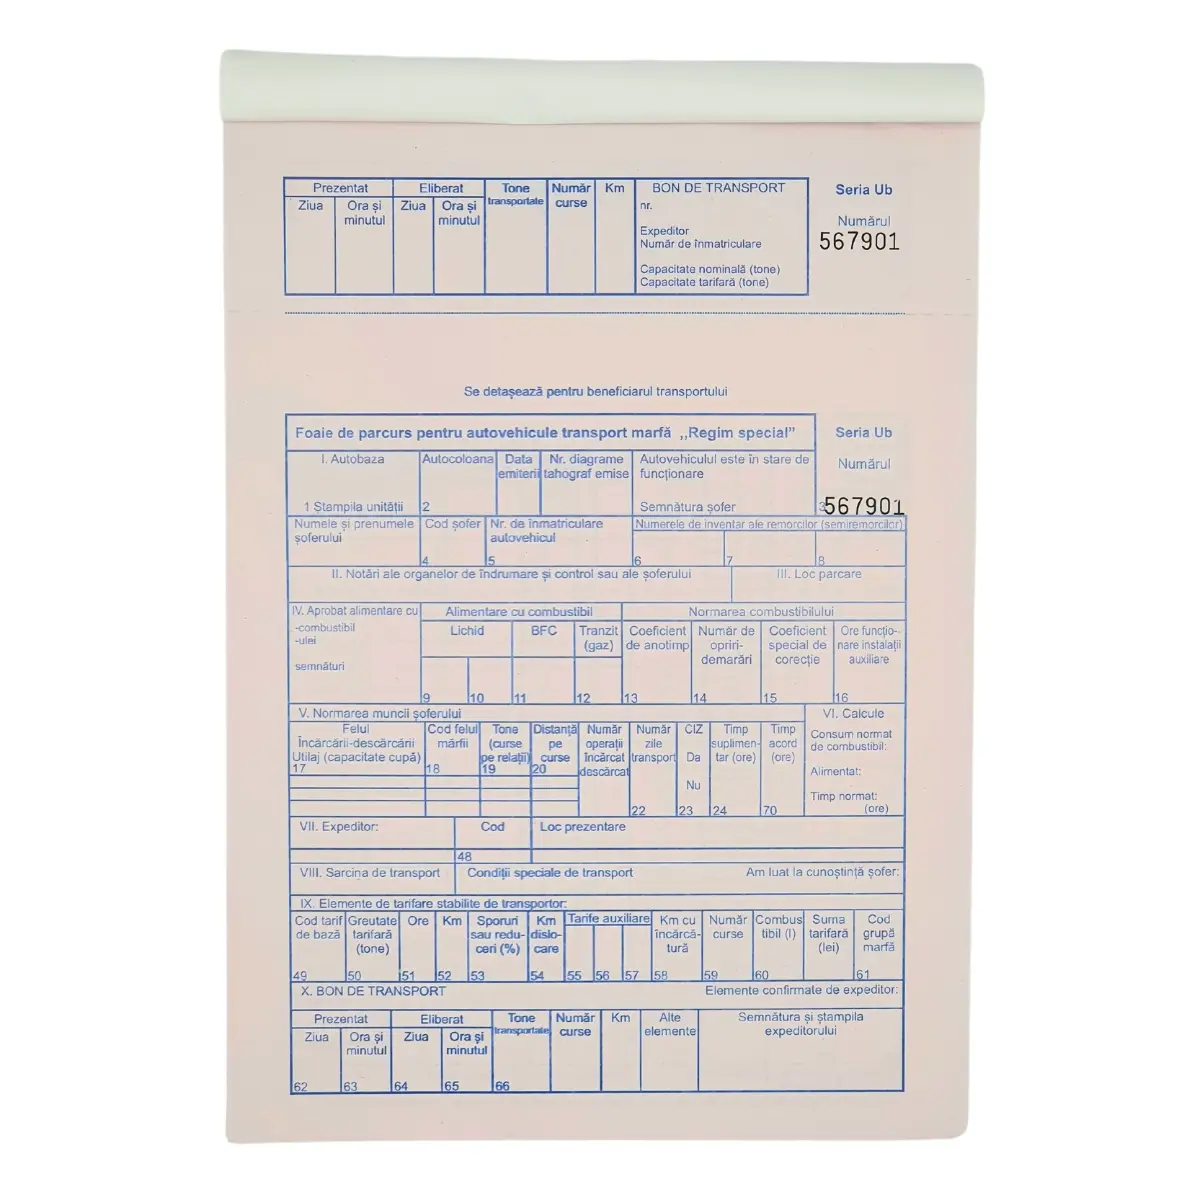 Prezentat Eliberat Tone transportate Număr curse Km BON DE TRANSPORT Seria Ub
Ziua Ora și minutul Ziua Ora și minutul
nr.
Numărul
567901
Expeditor
Număr de înmatriculare
Capacitate nominală (tone)
Capacitate tarifară (tone)
Se detașează pentru beneficiarul transportului
Foaie de parcurs pentru autovehicule transport marfă ,,Regim special”
Seria Ub
Numărul
567901
I. Autobaza
1 Ștampila unității
Autocoloana
2
Data emiterii
Nr. diagrame tahograf emise
Autovehiculul este în stare de funcționare
Semnătura șofer
3
Numele și prenumele șoferului
Cod șofer
4
Nr. de înmatriculare autovehicul
5
Numerele de inventar ale remorcilor (semiremorcilor)
6 7 8
II. Notări ale organelor de îndrumare și control sau ale șoferului
III. Loc parcare
IV. Aprobat alimentare cu
-combustibil
-ulei
semnături
Alimentare cu combustibil
Normarea combustibilului
Lichid
9 10
BFC
11
Tranzit (gaz)
12
Coeficient de anotimp
13
Număr de opriri-demarări
14
Coeficient special de corecție
15
Ore funcțio-nare instalații auxiliare
16
V. Normarea muncii șoferului
Felul Încărcării-descărcării Utilaj (capacitate cupă)
17
Cod felul mărfii
18
Tone (curse pe relații)
19
Distanță pe curse
20
Număr operații încărcat descărcat
Număr zile transport
22
CIZ
Da
Nu
23
Timp suplimen-tar (ore)
24
Timp acord (ore)
70
VI. Calcule
Consum normat de combustibil:
Alimentat:
Timp normat: (ore)
VII. Expeditor:
Cod
48
Loc prezentare
VIII. Sarcina de transport
Condiții speciale de transport
Am luat la cunoștință șofer:
IX. Elemente de tarifare stabilite de transportor:
Cod tarif de bază
49
Greutate tarifară (tone)
50
Ore
51
Km
52
Sporuri sau redu-ceri (%)
53
Km dislo-care
54
Tarife auxiliare
55 56 57
Km cu încărcă-tură
58
Număr curse
59
Combus tibil (l)
60
Suma tarifară (lei)
Cod grupă marfă
61
X. BON DE TRANSPORT
Elemente confirmate de expeditor:
Prezentat
Ziua
62
Ora și minutul
63
Eliberat
Ziua
64
Ora și minutul
65
Tone transportate
66
Număr curse
Km
Alte elemente
Semnătura și ștampila expeditorului